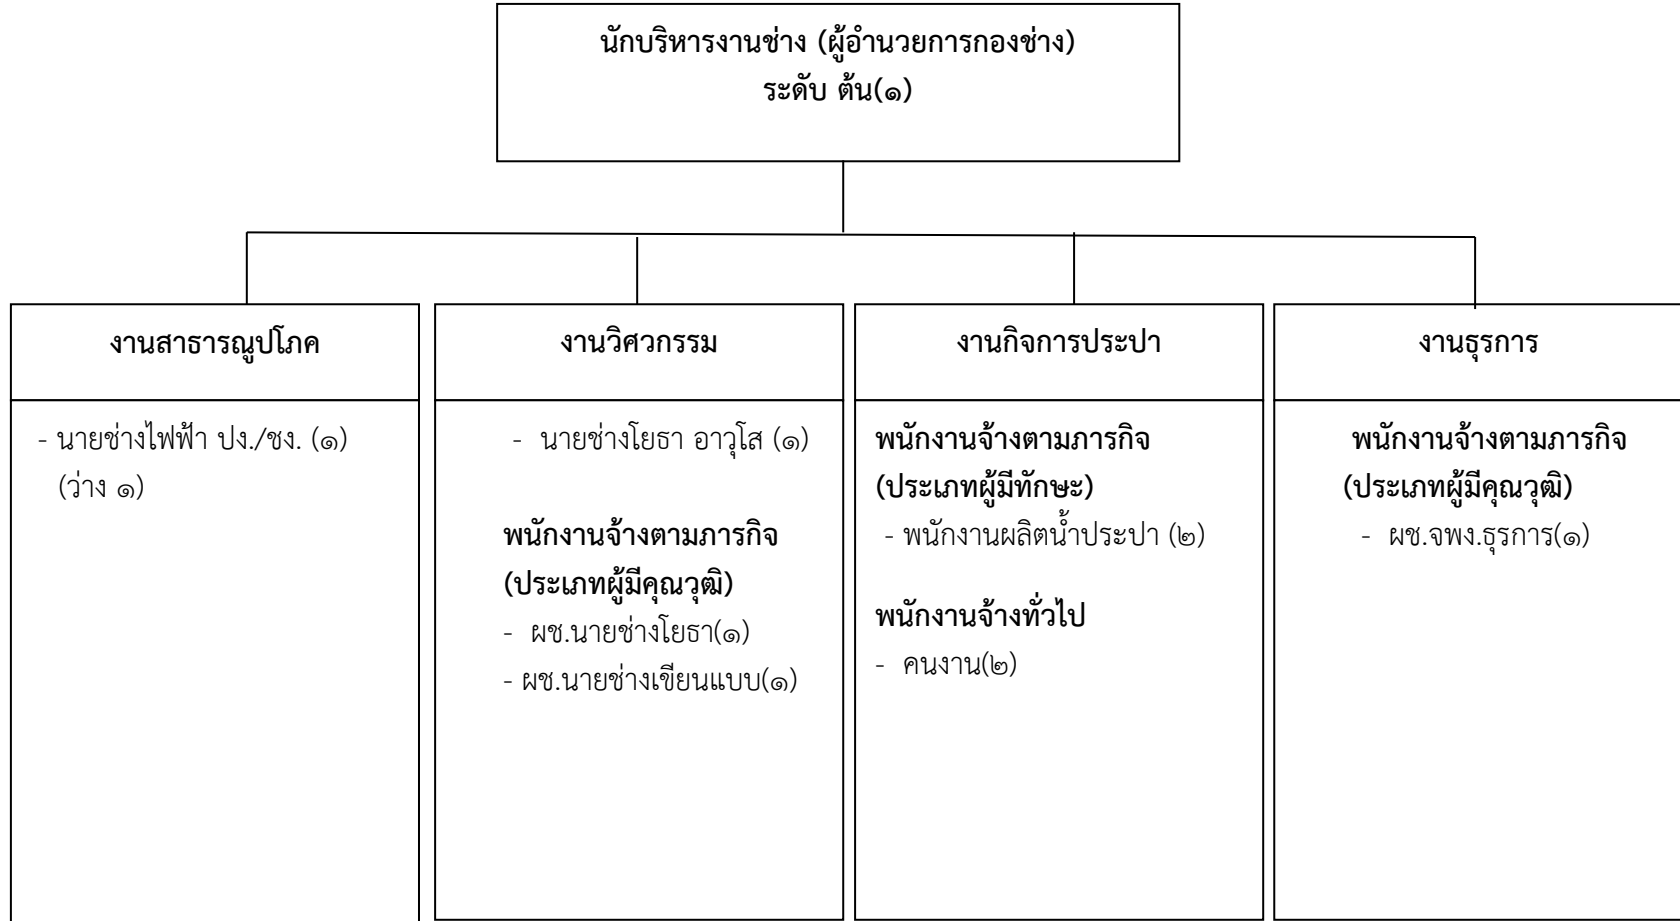 นักบริหารงานช่าง (ผู้อำนวยการกองช่าง)
ระดับ ต้น(๑)
งานสาธารณูปโภค
- นายช่างไฟฟ้า ปง./ชง. (๑)
(ว่าง ๑)
งานวิศวกรรม
- นายช่างโยธา อาวุโส (๑)
พนักงานจ้างตามภารกิจ
(ประเภทผู้มีคุณวุฒิ)
- ผช.นายช่างโยธา(๑)
- ผช.นายช่างเขียนแบบ(๑)
งานกิจการประปา
พนักงานจ้างตามภารกิจ
(ประเภทผู้มีทักษะ)
- พนักงานผลิตน้ำประปา (๒)
พนักงานจ้างทั่วไป
- คนงาน(๒)
งานธุรการ
พนักงานจ้างตามภารกิจ
(ประเภทผู้มีคุณวุฒิ)
- ผช.จพง.ธุรการ(๑)